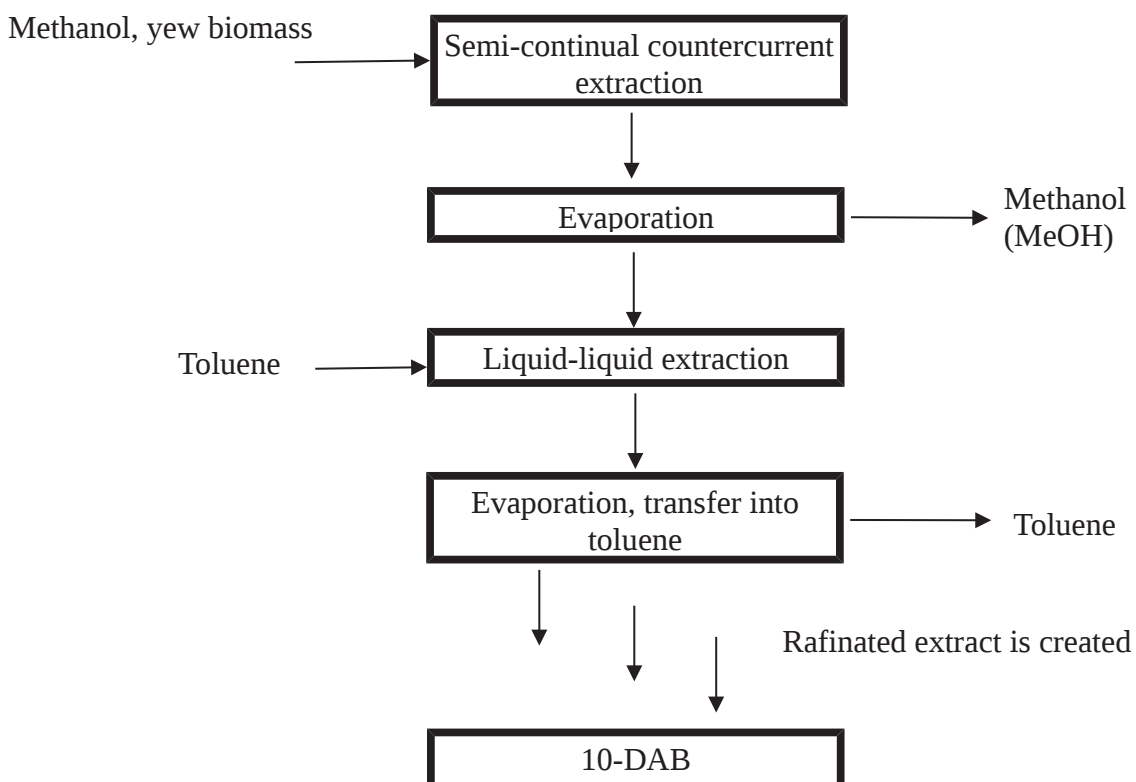 Methanol, yew biomass
Semi-continual countercurrent
extraction
Evaporation
Methanol
(MeOH)
Toluene
Liquid-liquid extraction
Evaporation, transfer into
toluene
Toluene
Rafinated extract is created
10-DAB